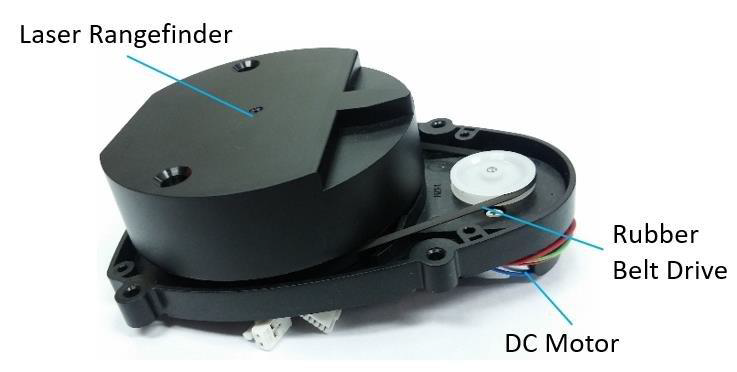 Laser Rangefinder
Rubber
Belt Drive
DC Motor